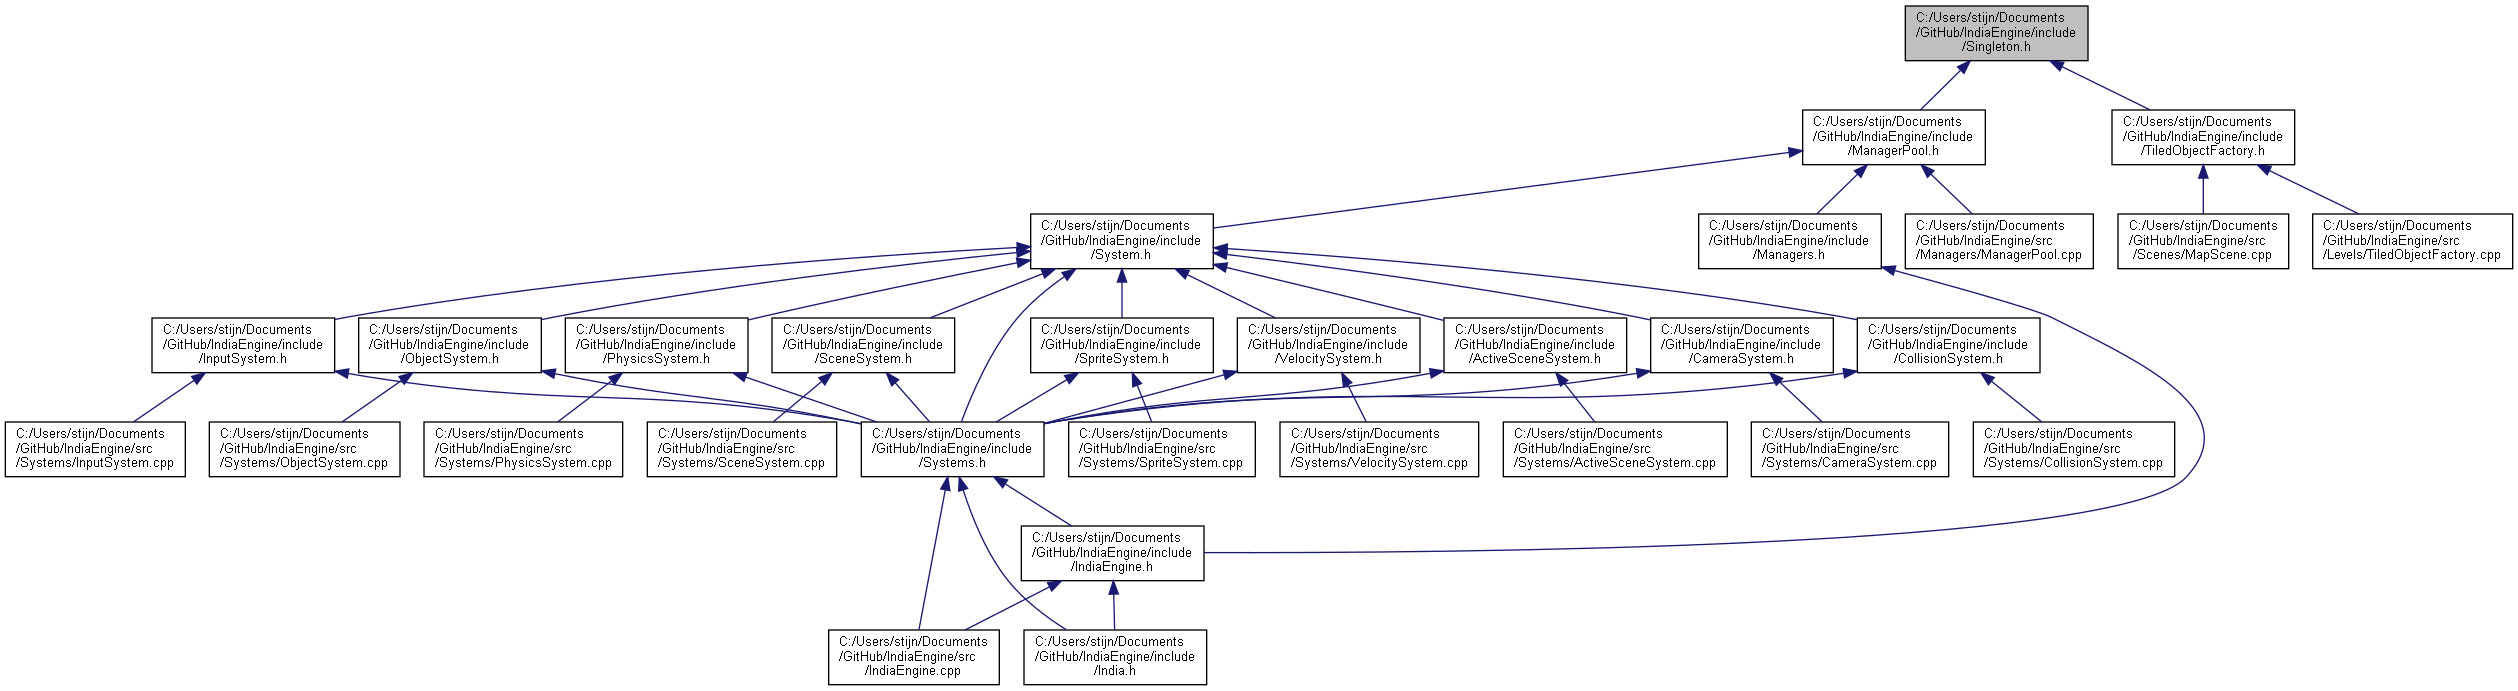 C:/Users/stijn/Documents
/GitHub/IndiaEngine/include
/Singleton.h
C:/Users/stijn/Documents
/GitHub/IndiaEngine/include
/ManagerPool.h
C:/Users/stijn/Documents
/GitHub/IndiaEngine/include
/TiledObjectFactory.h
C:/Users/stijn/Documents
/GitHub/IndiaEngine/include
/System.h
C:/Users/stijn/Documents
/GitHub/IndiaEngine/include
/Managers.h
C:/Users/stijn/Documents
/GitHub/IndiaEngine/src
/Managers/ManagerPool.cpp
C:/Users/stijn/Documents
/GitHub/IndiaEngine/src
/Scenes/MapScene.cpp
C:/Users/stijn/Documents
/GitHub/IndiaEngine/src
/Levels/TiledObjectFactory.cpp
C:/Users/stijn/Documents
/GitHub/IndiaEngine/include
/InputSystem.h
C:/Users/stijn/Documents
/GitHub/IndiaEngine/include
/ObjectSystem.h
C:/Users/stijn/Documents
/GitHub/IndiaEngine/include
/PhysicsSystem.h
C:/Users/stijn/Documents
/GitHub/IndiaEngine/include
/SceneSystem.h
C:/Users/stijn/Documents
/GitHub/IndiaEngine/include
/SpriteSystem.h
C:/Users/stijn/Documents
/GitHub/IndiaEngine/include
/VelocitySystem.h
C:/Users/stijn/Documents
/GitHub/IndiaEngine/include
/ActiveSceneSystem.h
C:/Users/stijn/Documents
/GitHub/IndiaEngine/include
/CameraSystem.h
C:/Users/stijn/Documents
/GitHub/IndiaEngine/include
/CollisionSystem.h
C:/Users/stijn/Documents
/GitHub/IndiaEngine/src
/Systems/InputSystem.cpp
C:/Users/stijn/Documents
/GitHub/IndiaEngine/src
/Systems/ObjectSystem.cpp
C:/Users/stijn/Documents
/GitHub/IndiaEngine/src
/Systems/PhysicsSystem.cpp
C:/Users/stijn/Documents
/GitHub/IndiaEngine/src
/Systems/SceneSystem.cpp
C:/Users/stijn/Documents
/GitHub/IndiaEngine/include
/Systems.h
C:/Users/stijn/Documents
/GitHub/IndiaEngine/src
/Systems/SpriteSystem.cpp
C:/Users/stijn/Documents
/GitHub/IndiaEngine/src
/Systems/VelocitySystem.cpp
C:/Users/stijn/Documents
/GitHub/IndiaEngine/src
/Systems/ActiveSceneSystem.cpp
C:/Users/stijn/Documents
/GitHub/IndiaEngine/src
/Systems/CameraSystem.cpp
C:/Users/stijn/Documents
/GitHub/IndiaEngine/src
/Systems/CollisionSystem.cpp
C:/Users/stijn/Documents
/GitHub/IndiaEngine/include
/IndiaEngine.h
C:/Users/stijn/Documents
/GitHub/IndiaEngine/src
/IndiaEngine.cpp
C:/Users/stijn/Documents
/GitHub/IndiaEngine/include
/India.h